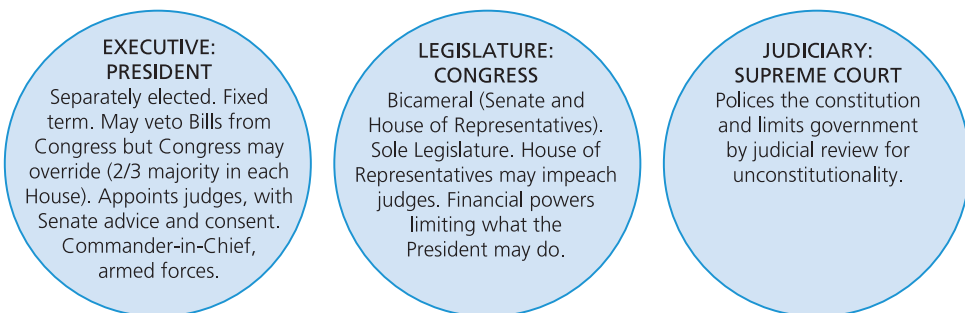 EXECUTIVE:
PRESIDENT
Separately elected. Fixed
term. May veto Bills from
Congress but Congress may
override (2/3 majority in each
House). Appoints judges, with
Senate advice and consent.
Commander-in-Chief,
armed forces.
LEGISLATURE:
CONGRESS
Bicameral (Senate and
House of Representatives).
Sole Legislature. House of
Representatives may impeach
judges. Financial powers
limiting what the
President may do.
JUDICIARY:
SUPREME COURT
Polices the constitution
and limits government
by judicial review for
unconstitutionality.